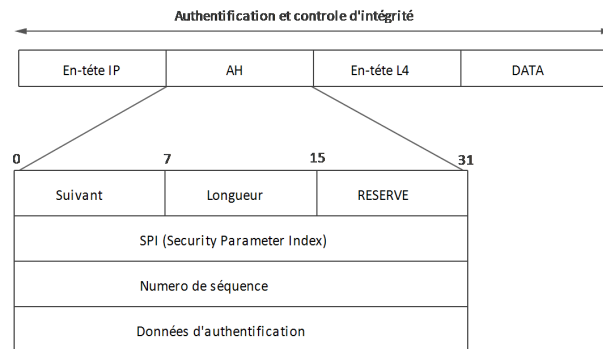 Authentification et controle d'intégrité
En-téte IP AH En-téte L4 DATA
0 7 15 31
Suivant Longueur RESERVE
SPI (Security Parameter Index)
Numero de séquence
Données d'authentification